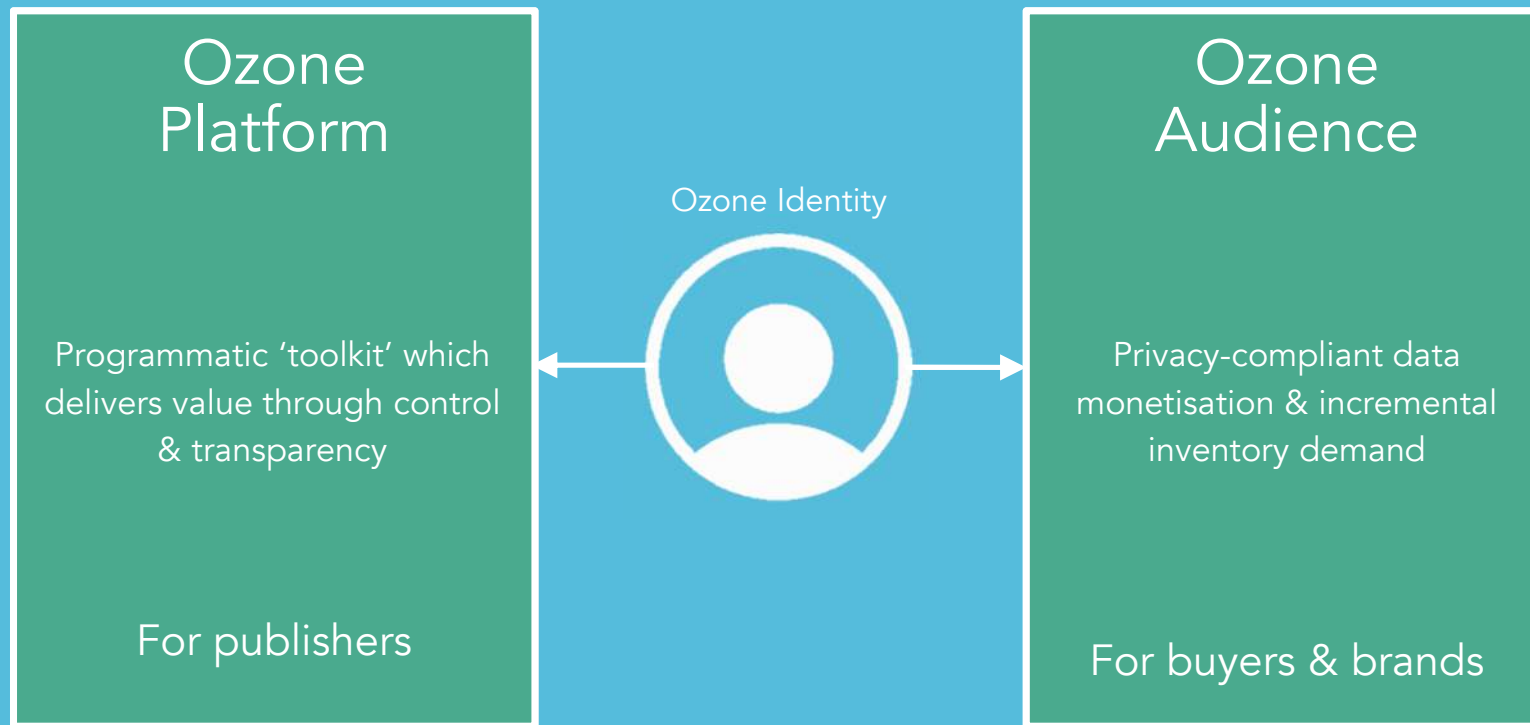 Ozone
Platform
Programmatic ‘toolkit’ which
delivers value through control
& transparency
For publishers
Ozone Identity
Ozone
Audience
Privacy-compliant data
monetisation & incremental
inventory demand
For buyers & brands